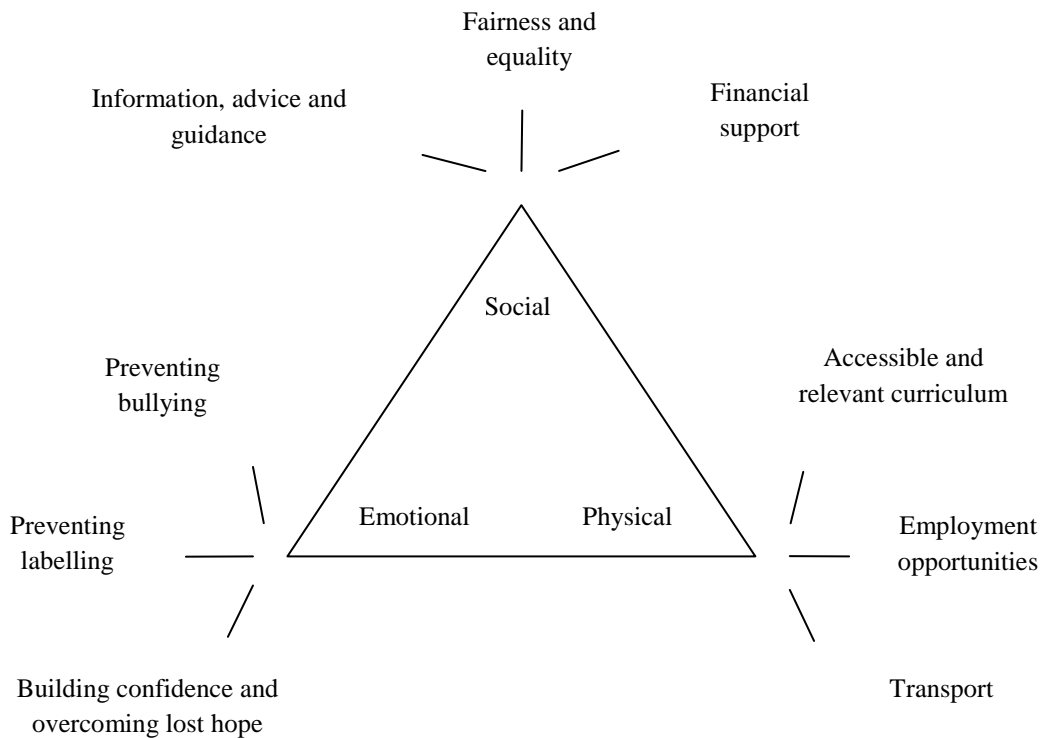 Fairness and
equality
Information, advice and
guidance
Financial
support
Social
Preventing
bullying
Accessible and
relevant curriculum
Emotional
Physical
Preventing
labelling
Employment
opportunities
Building confidence and
overcoming lost hope
Transport